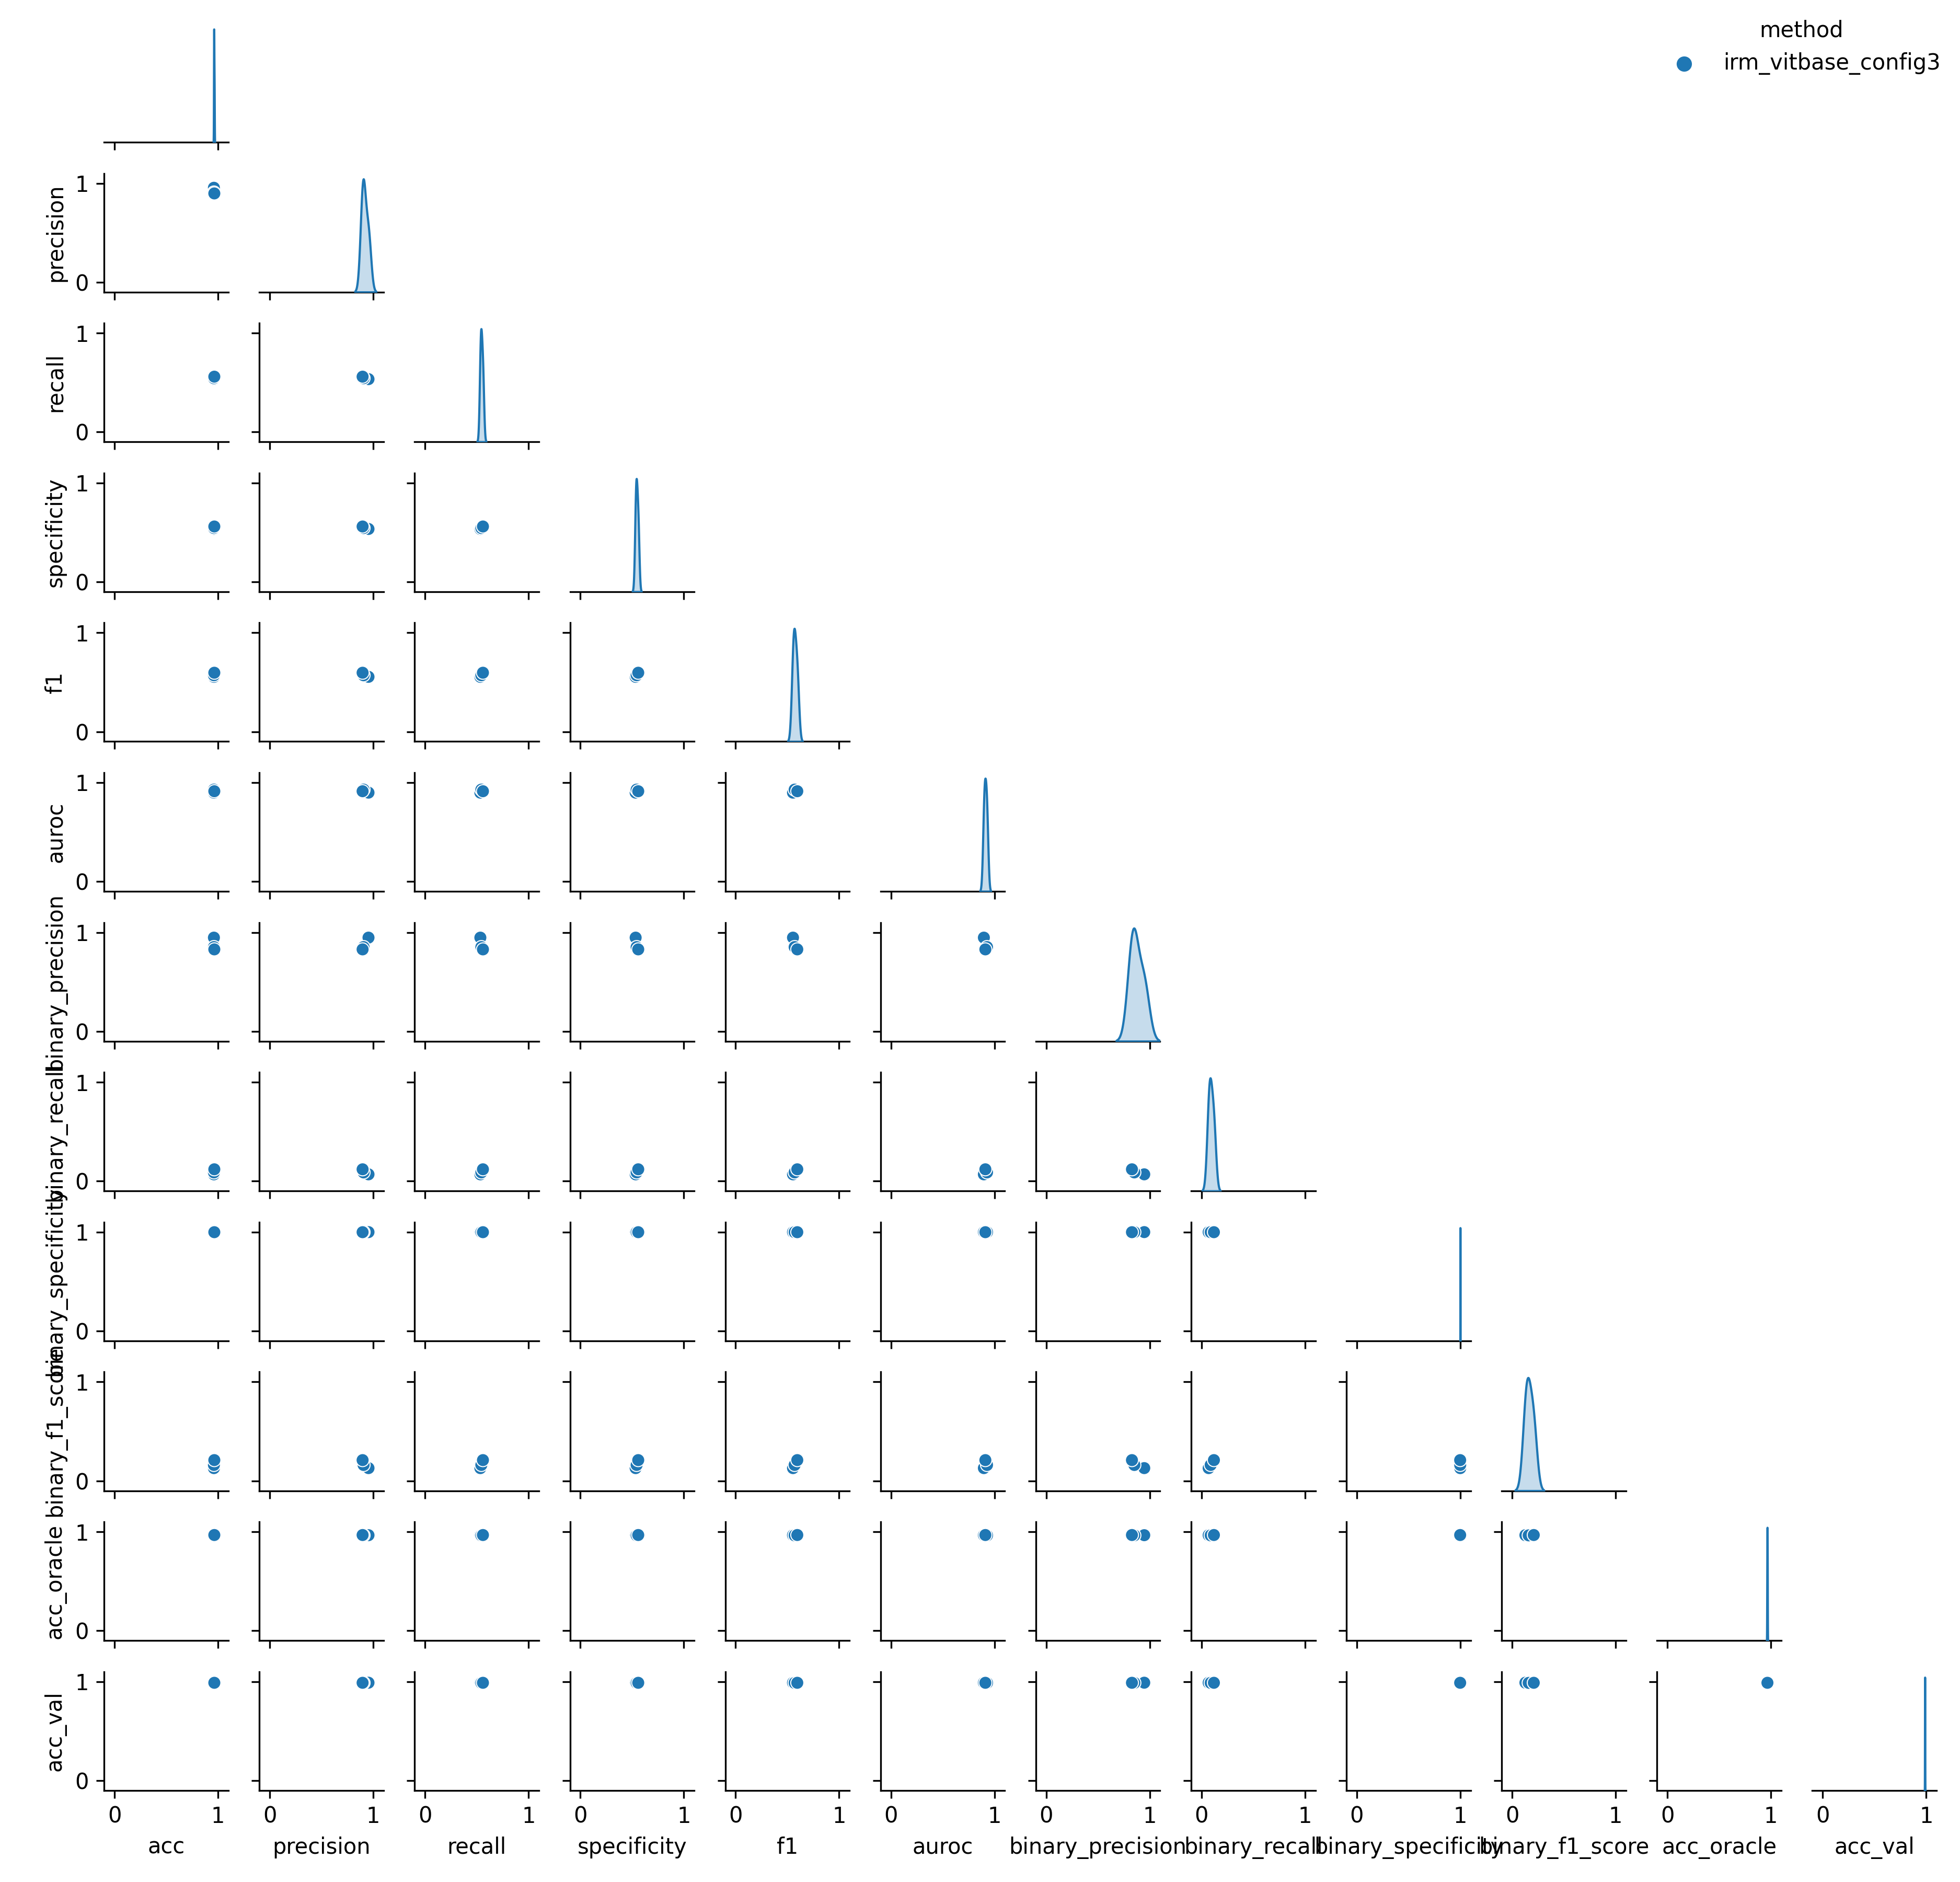 method
irm_vitbase_config3
1
0
precision
1
0
recall
1
0
specificity
1
0
f1
1
0
auroc
1
0
binary_precision
1
0
binary_recall
1
0
binary_specificity
1
0
binary_f1_score
1
0
acc_oracle
1
0
acc_val
0 1 0 1 0 1 0 1 0 1 0 1 0 1 0 1 0 1 0 1 0 1 0 1
acc precision recall specificity f1 auroc binary_precision binary_recall binary_specificity binary_f1_score acc_oracle acc_val